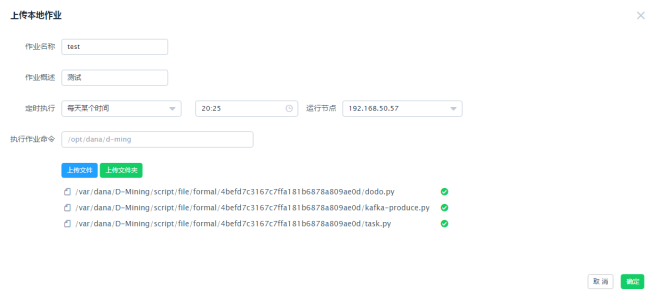 上传本地作业
作业名称 test
作业概述 测试
定时执行 每天某个时间 20:25 运行节点 192.168.50.57
执行作业命令 /opt/dana/d-ming
上传文件 上传文件夹
/var/dana/D-Mining/script/file/formal/4befd7c3167c7ffa181b6878a809ae0d/dodo.py
/var/dana/D-Mining/script/file/formal/4befd7c3167c7ffa181b6878a809ae0d/kafka-produce.py
/var/dana/D-Mining/script/file/formal/4befd7c3167c7ffa181b6878a809ae0d/task.py
取 消 确定